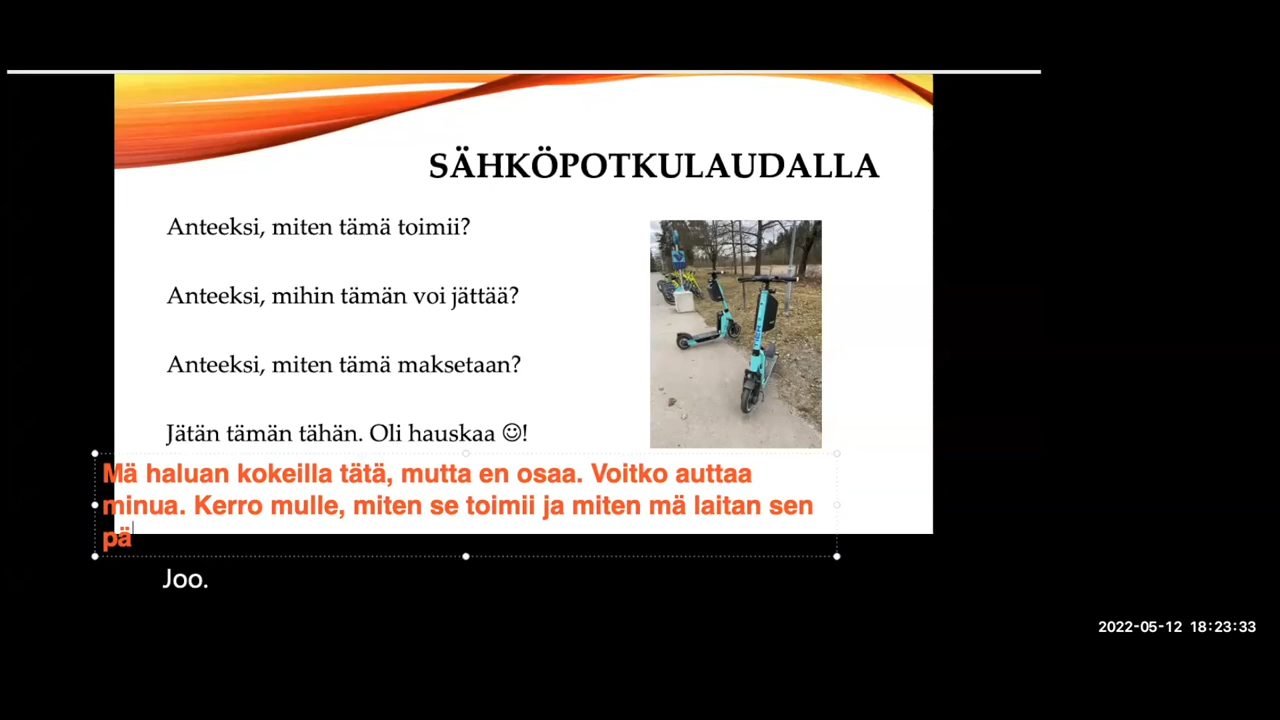 SÄHKÖPOTKULAUDALLA
Anteeksi, miten tämä toimii?
Anteeksi, mihin tämän voi jättää?
Anteeksi, miten tämä maksetaan?
Jätän tämän tähän. Oli hauskaa ☺!
Mä haluan kokeilla tätä, mutta en osaa. Voitko auttaa
minua. Kerro mulle, miten se toimii ja miten mä laitan sen
pä
Joo.
2022-05-12 18:23:33